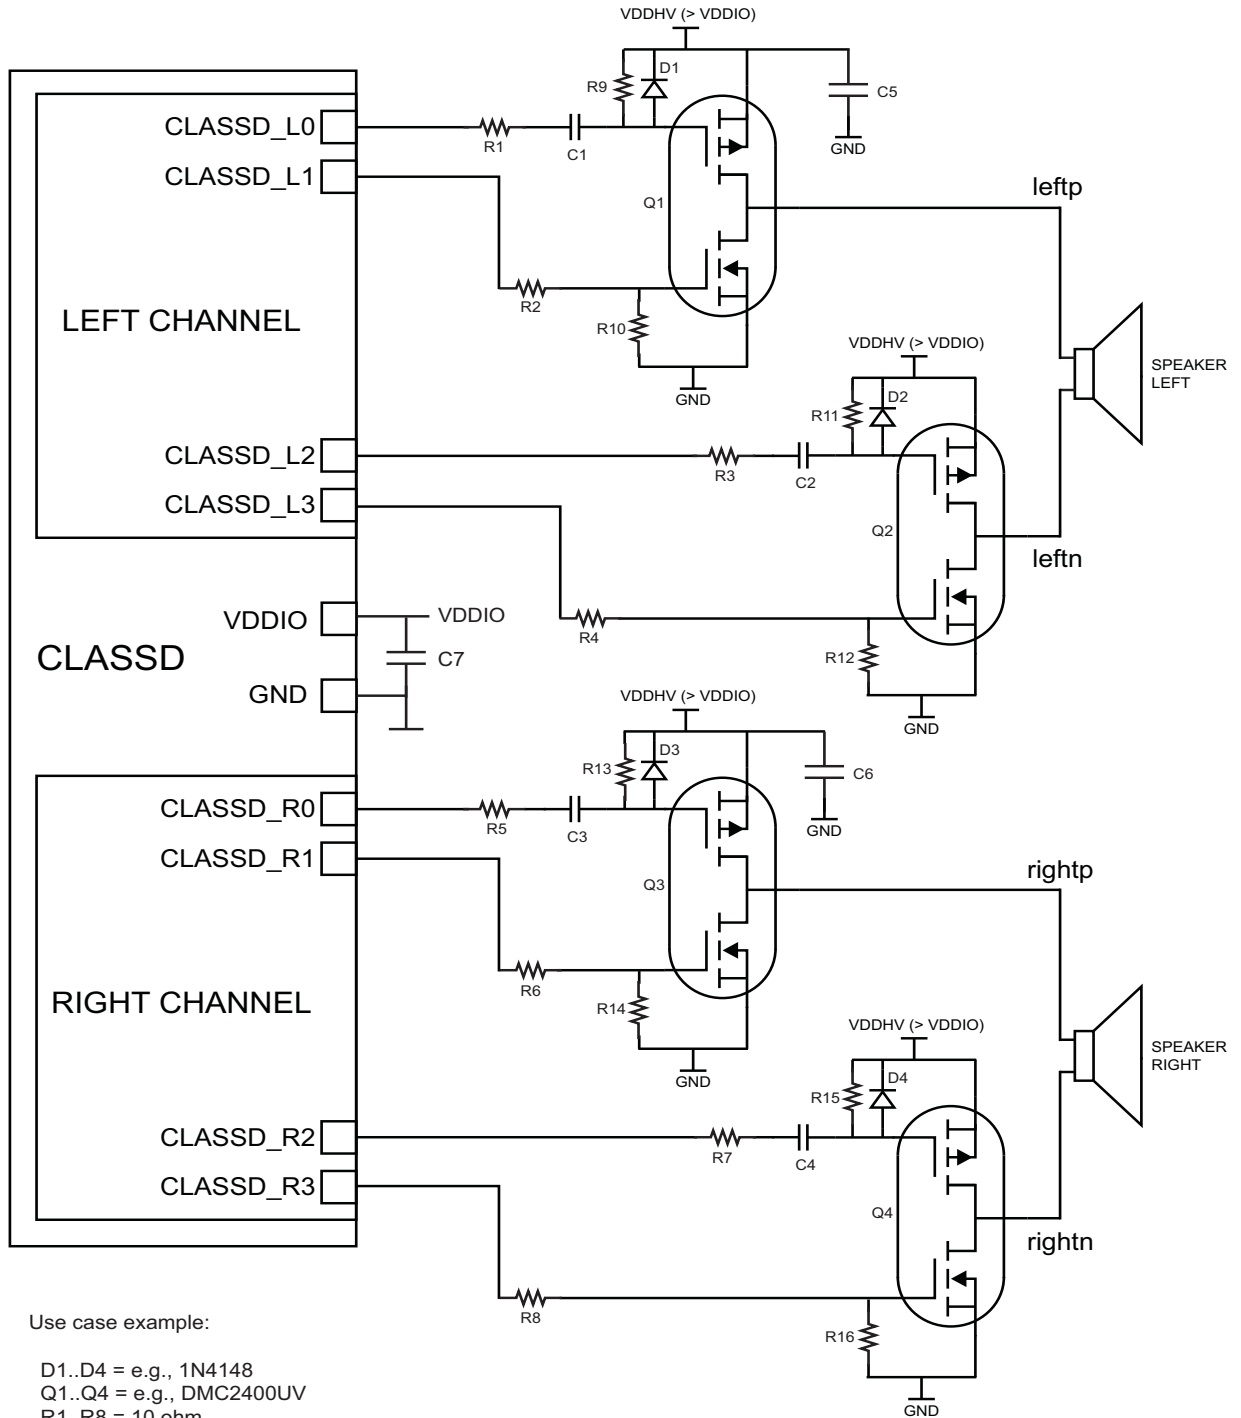 VDDHV (> VDDIO)
D1
R9
C5
CLASSD_L0
R1
C1
GND
CLASSD_L1
leftp
Q1
R2
LEFT CHANNEL
R10
VDDHV (> VDDIO)
SPEAKER
LEFT
GND
D2
R11
CLASSD_L2
R3
C2
CLASSD_L3
Q2
leftn
VDDIO
VDDIO
R4
CLASSD
C7
R12
GND
VDDHV (> VDDIO)
GND
D3
R13
C6
CLASSD_R0
R5
C3
GND
CLASSD_R1
rightp
Q3
R6
RIGHT CHANNEL
R14
VDDHV (> VDDIO)
SPEAKER
RIGHT
GND
D4
R15
CLASSD_R2
R7
C4
CLASSD_R3
Q4
rightn
R8
Use case example:
R16
D1..D4 = e.g., 1N4148
Q1..Q4 = e.g., DMC2400UV
R1..R8 = 10 ohm
GND